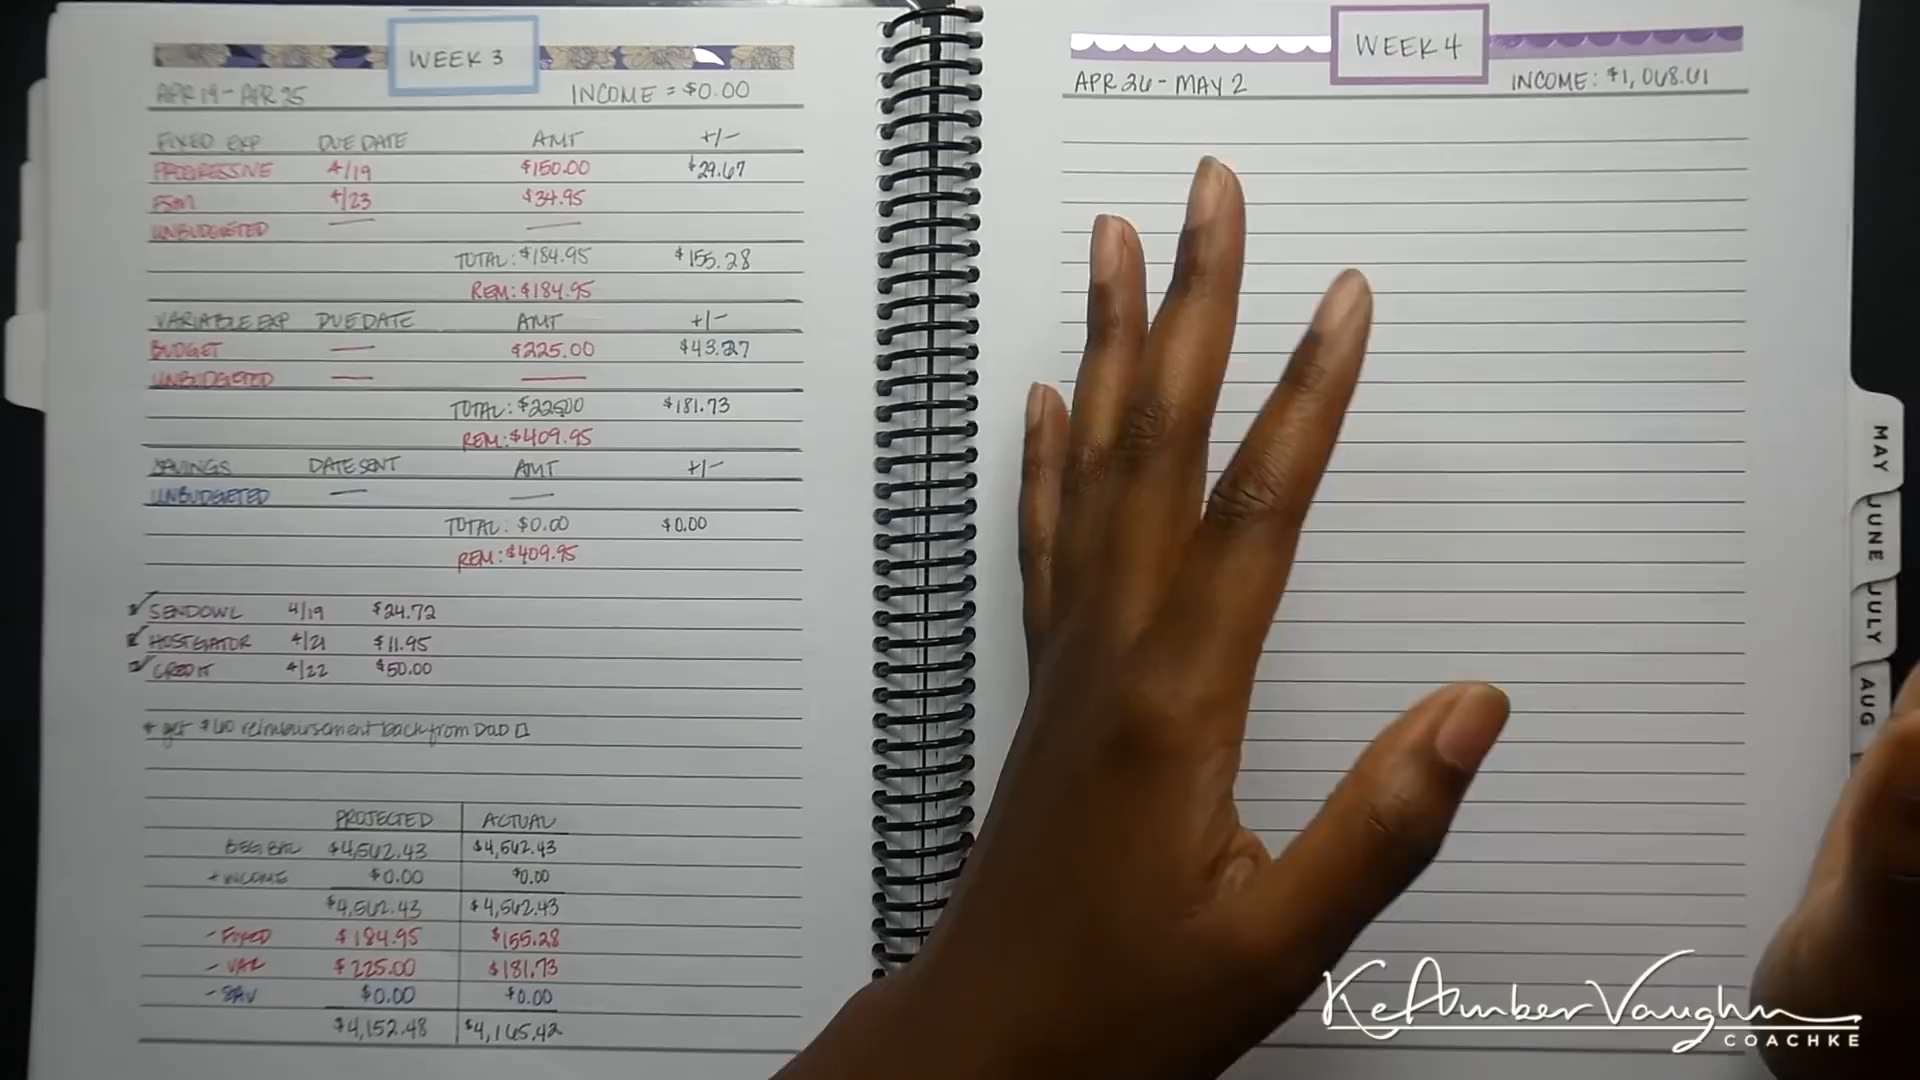 WEEK 3
APR 19 - APR 25 INCOME = $0.00
FIXED EXP DUE DATE AMT +/-
PROGRESSIVE 4/19 $150.00 $29.67
FSM 4/23 $34.95
UNBUDGETED — —
TOTAL: $184.95 $155.28
REM: $184.95
VARIABLE EXP DUE DATE AMT +/-
BUDGET — $225.00 $43.27
UNBUDGETED — —
TOTAL: $225.00 $181.73
REM: $409.95
SAVINGS DATE SENT AMT +/-
UNBUDGETED — —
TOTAL: $0.00 $0.00
REM: $409.95
SENDOWL 4/19 $24.72
HOSTGATOR 4/21 $11.95
CREDIT 4/22 $50.00
* get $60 reimbursement back from Dad
PROJECTED ACTUAL
BEG BAL $4,562.43 $4,562.43
+ INCOME $0.00 $0.00
$4,562.43 $4,562.43
- FIXED $184.95 $155.28
- VAR $225.00 $181.73
- SAV $0.00 $0.00
$4,152.48 $4,165.42
WEEK 4
APR 26 - MAY 2 INCOME: $1,068.61
MAY
JUNE
JULY
AUG
KeAmber Vaughn
COACHKE